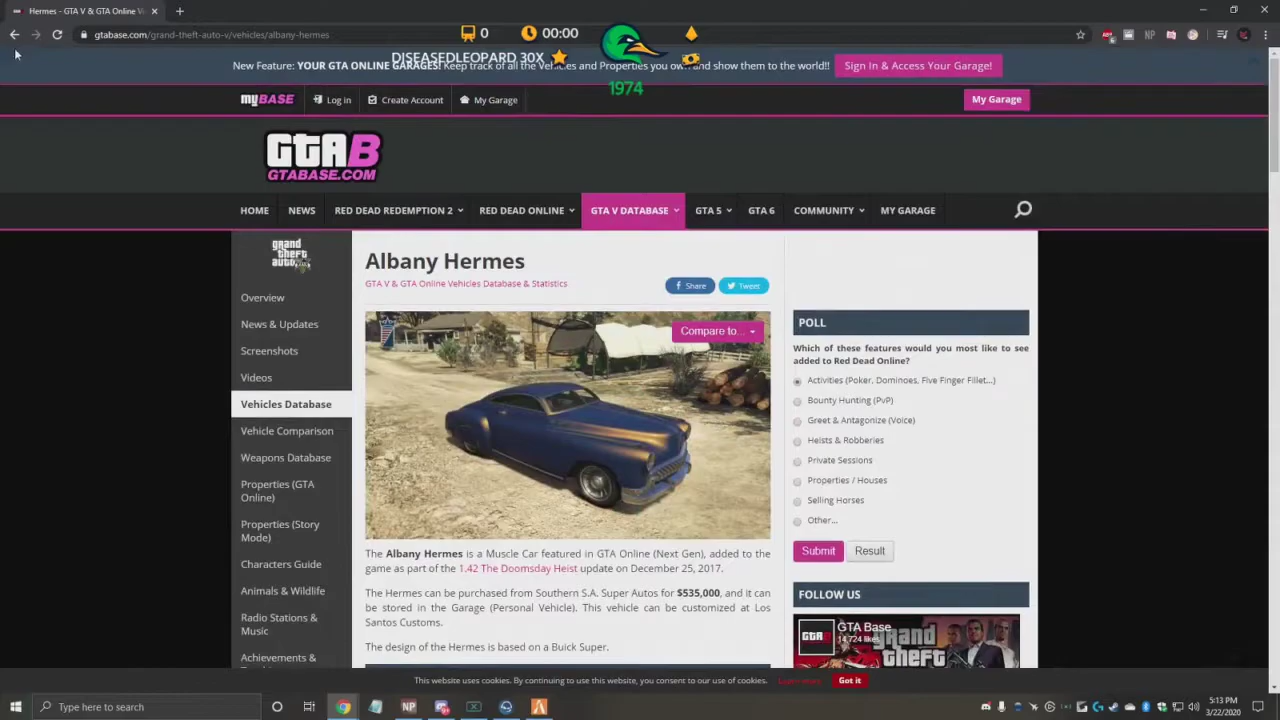 Hermes - GTA V & GTA Online Ve
gtabase.com/grand-theft-auto-v/vehicles/albany-hermes
0
00:00
DISEASEDLEOPARD 30X
1974
New Feature: YOUR GTA ONLINE GARAGES! Keep track of all the Vehicles and Properties you own and show them to the world!!
Sign In & Access Your Garage!
myBASE
Log in
Create Account
My Garage
My Garage
GTAB
GTABASE.COM
HOME
NEWS
RED DEAD REDEMPTION 2
RED DEAD ONLINE
GTA V DATABASE
GTA 5
GTA 6
COMMUNITY
MY GARAGE
grand theft auto
Overview
News & Updates
Screenshots
Videos
Vehicles Database
Vehicle Comparison
Weapons Database
Properties (GTA
Online)
Properties (Story
Mode)
Characters Guide
Animals & Wildlife
Radio Stations &
Music
Achievements &
Albany Hermes
GTA V & GTA Online Vehicles Database & Statistics
Share
Tweet
Compare to...
The Albany Hermes is a Muscle Car featured in GTA Online (Next Gen), added to the
game as part of the 1.42 The Doomsday Heist update on December 25, 2017.
The Hermes can be purchased from Southern S.A. Super Autos for $535,000, and it can
be stored in the Garage (Personal Vehicle). This vehicle can be customized at Los
Santos Customs.
The design of the Hermes is based on a Buick Super.
POLL
Which of these features would you most like to see
added to Red Dead Online?
Activities (Poker, Dominoes, Five Finger Fillet...)
Bounty Hunting (PvP)
Greet & Antagonize (Voice)
Heists & Robberies
Private Sessions
Properties / Houses
Selling Horses
Other...
Submit
Result
FOLLOW US
GTAB
GTA Base
14,724 likes
grand
theft
This website uses cookies. By continuing to use this website, you consent to our use of cookies.
Learn more
Got it
Type here to search
NP
5:13 PM
3/22/2020